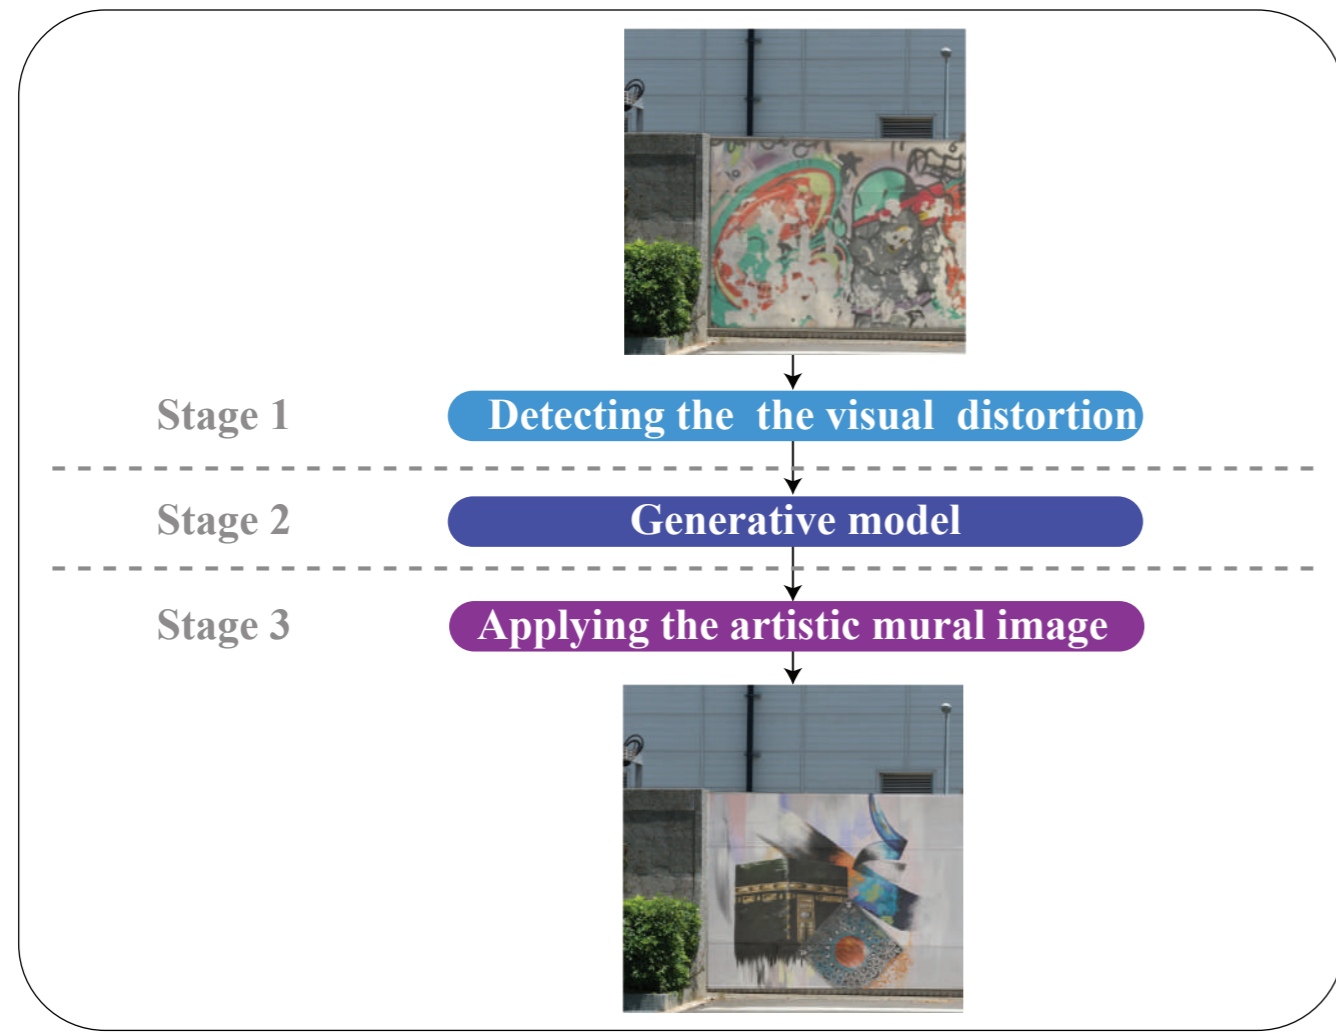 Stage 1
Detecting the  the visual  distortion
Stage 2
Generative model
Stage 3
Applying the artistic mural image